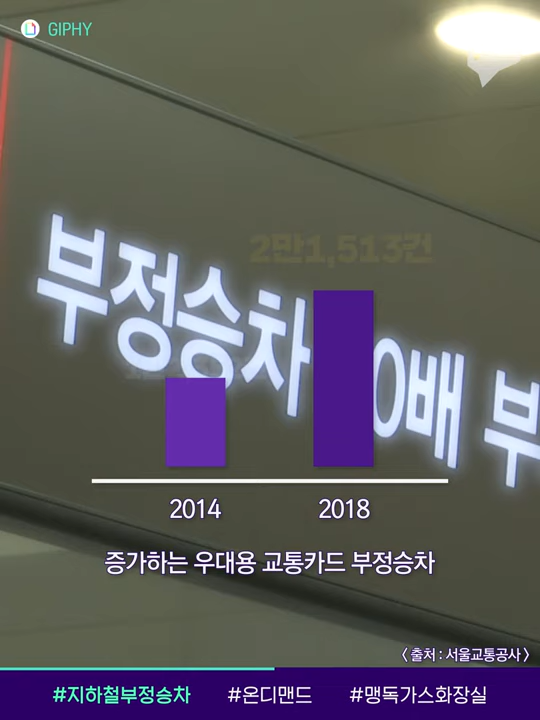 GIPHY
2만1,513건
부정승차
0배 부
2014 2018
증가하는 우대용 교통카드 부정승차
< 출처 : 서울교통공사 >
#지하철부정승차 #온디맨드 #맹독가스화장실